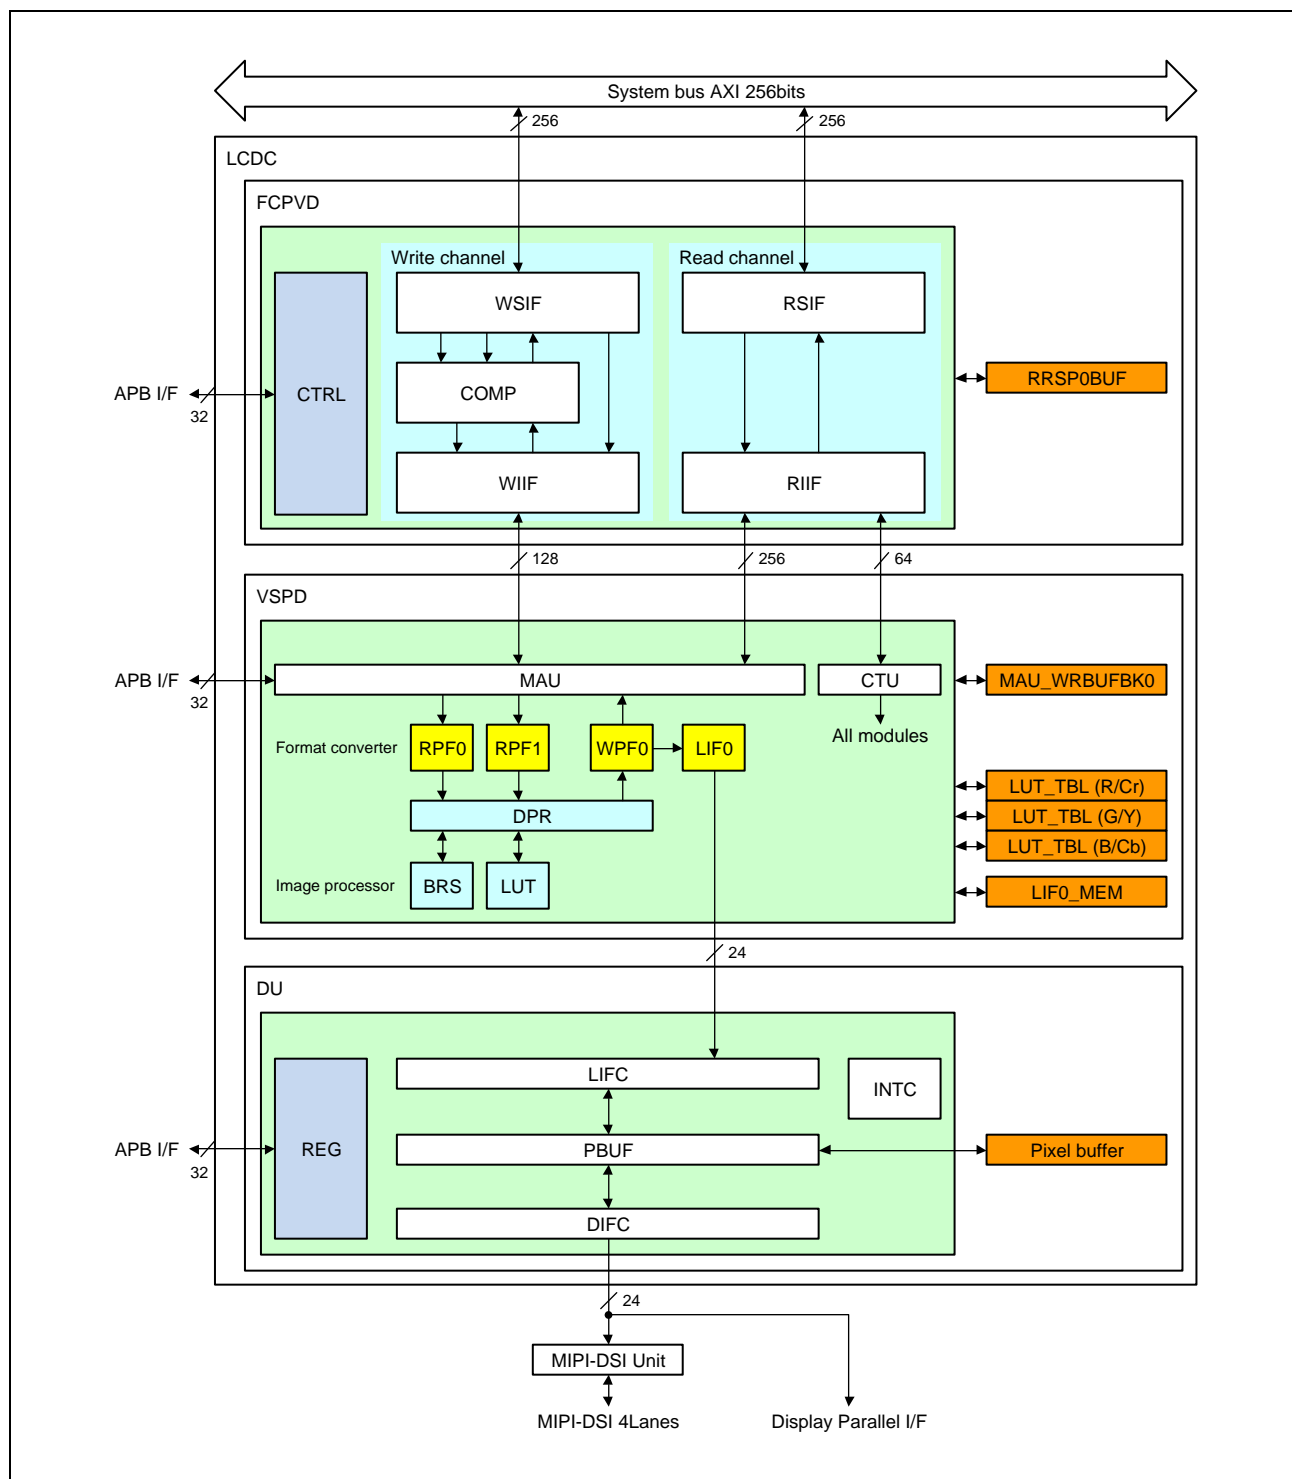 System bus AXI 256bits
256
256
LCDC
FCPVD
Write channel
Read channel
WSIF
RSIF
APB I/F
32
CTRL
COMP
RRSP0BUF
WIIF
RIIF
128
256
64
VSPD
APB I/F
32
MAU
CTU
MAU_WRBUFBK0
All modules
Format converter
RPF0
RPF1
WPF0
LIF0
LUT_TBL (R/Cr)
DPR
LUT_TBL (G/Y)
LUT_TBL (B/Cb)
Image processor
BRS
LUT
LIF0_MEM
24
DU
LIFC
INTC
APB I/F
32
REG
PBUF
Pixel buffer
DIFC
24
MIPI-DSI Unit
MIPI-DSI 4Lanes
Display Parallel I/F